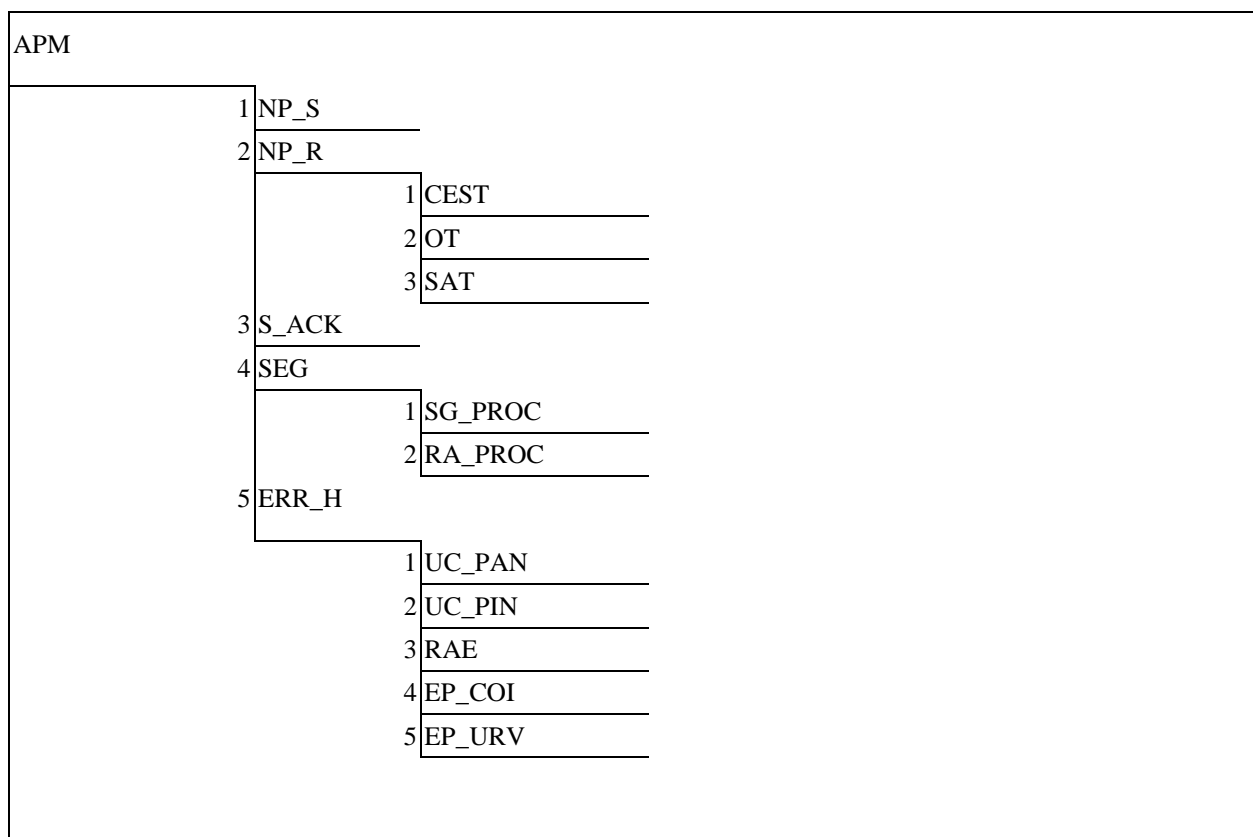 APM
1 NP_S
2 NP_R
1 CEST
2 OT
3 SAT
3 S_ACK
4 SEG
1 SG_PROC
2 RA_PROC
5 ERR_H
1 UC_PAN
2 UC_PIN
3 RAE
4 EP_COI
5 EP_URV